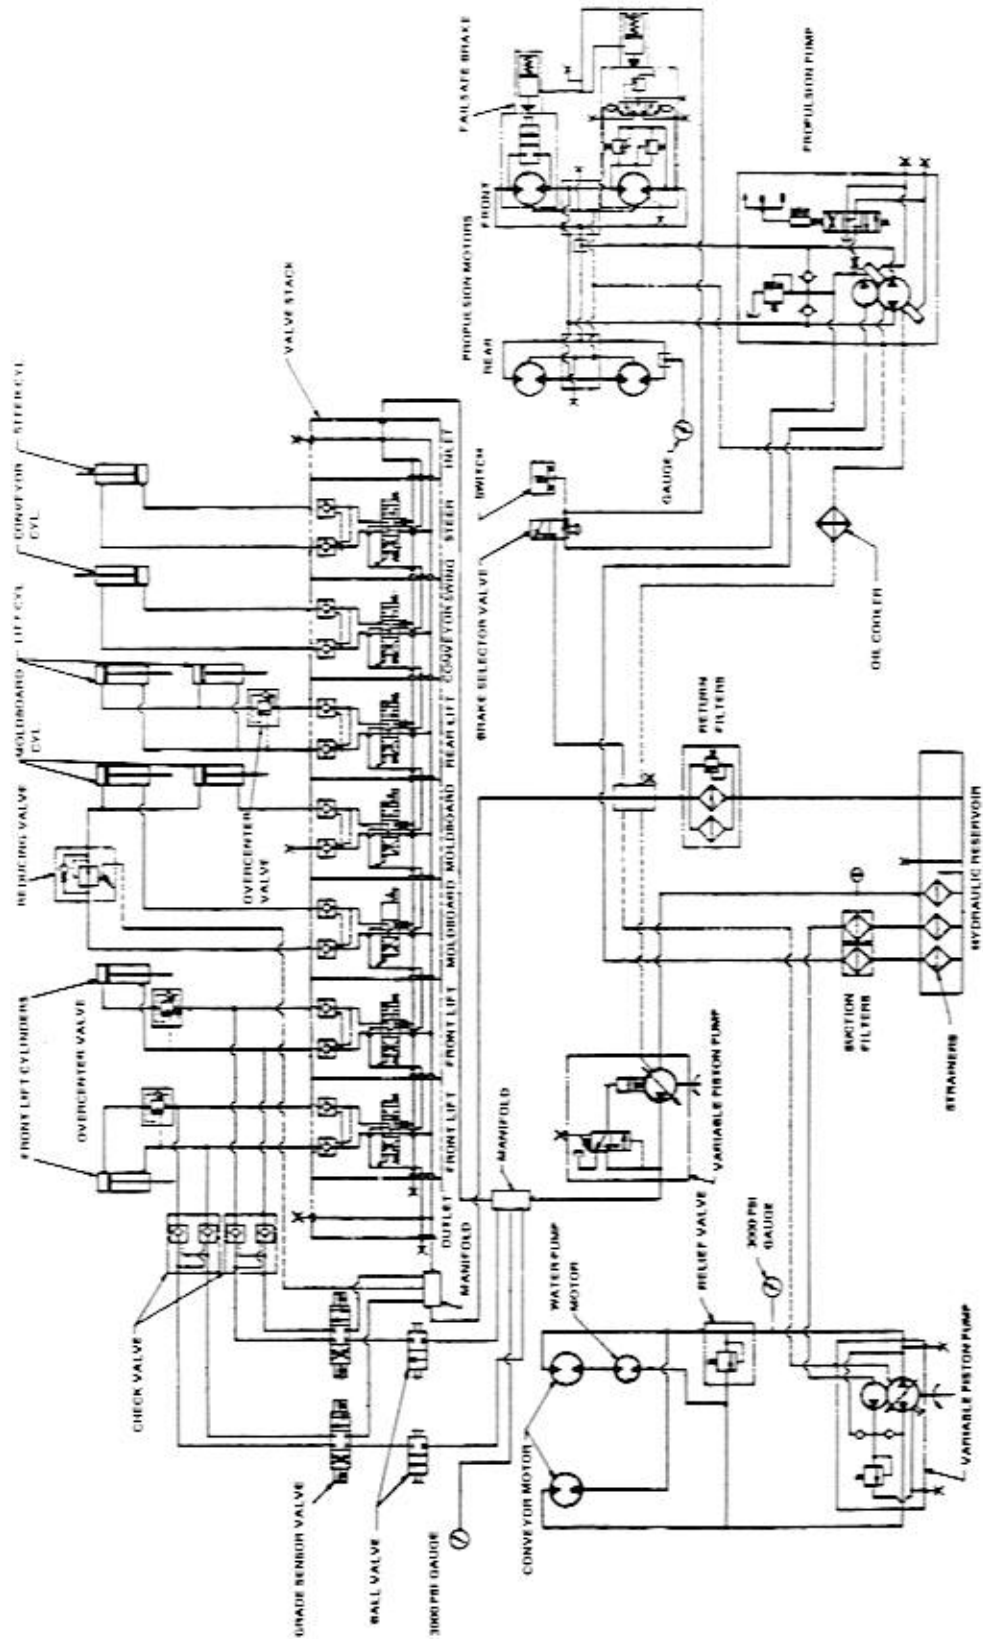 FAILSAFE BRAKE
PROPULSION PUMP
PROPULSION MOTORS
REAR
FRONT
VALVE STACK
STEER CYL
CONVEYOR
CYL.
LIFT CYL
MOLDBOARD
CYL.
REDUCING VALVE
FRONT LIFT CYLINDERS
OVERCENTER VALVE
OVERCENTER
VALVE
CHECK VALVE
GRADE SENSOR VALVE
BALL VALVE
3000 PSI GAUGE
OUTLET
FRONT LIFT
FRONT LIFT
MOLDBOARD
MOLDBOARD
REAR LIFT
CONVEYOR SWING
STEER
INLET
MANIFOLD
MANIFOLD
SWITCH
BRAKE SELECTOR VALVE
GAUGE
OIL COOLER
RETURN
FILTERS
VARIABLE PISTON PUMP
WATER PUMP
MOTOR
RELIEF VALVE
3000 PSI
GAUGE
CONVEYOR MOTOR
VARIABLE PISTON PUMP
SUCTION
FILTERS
STRAINERS
HYDRAULIC RESERVOIR